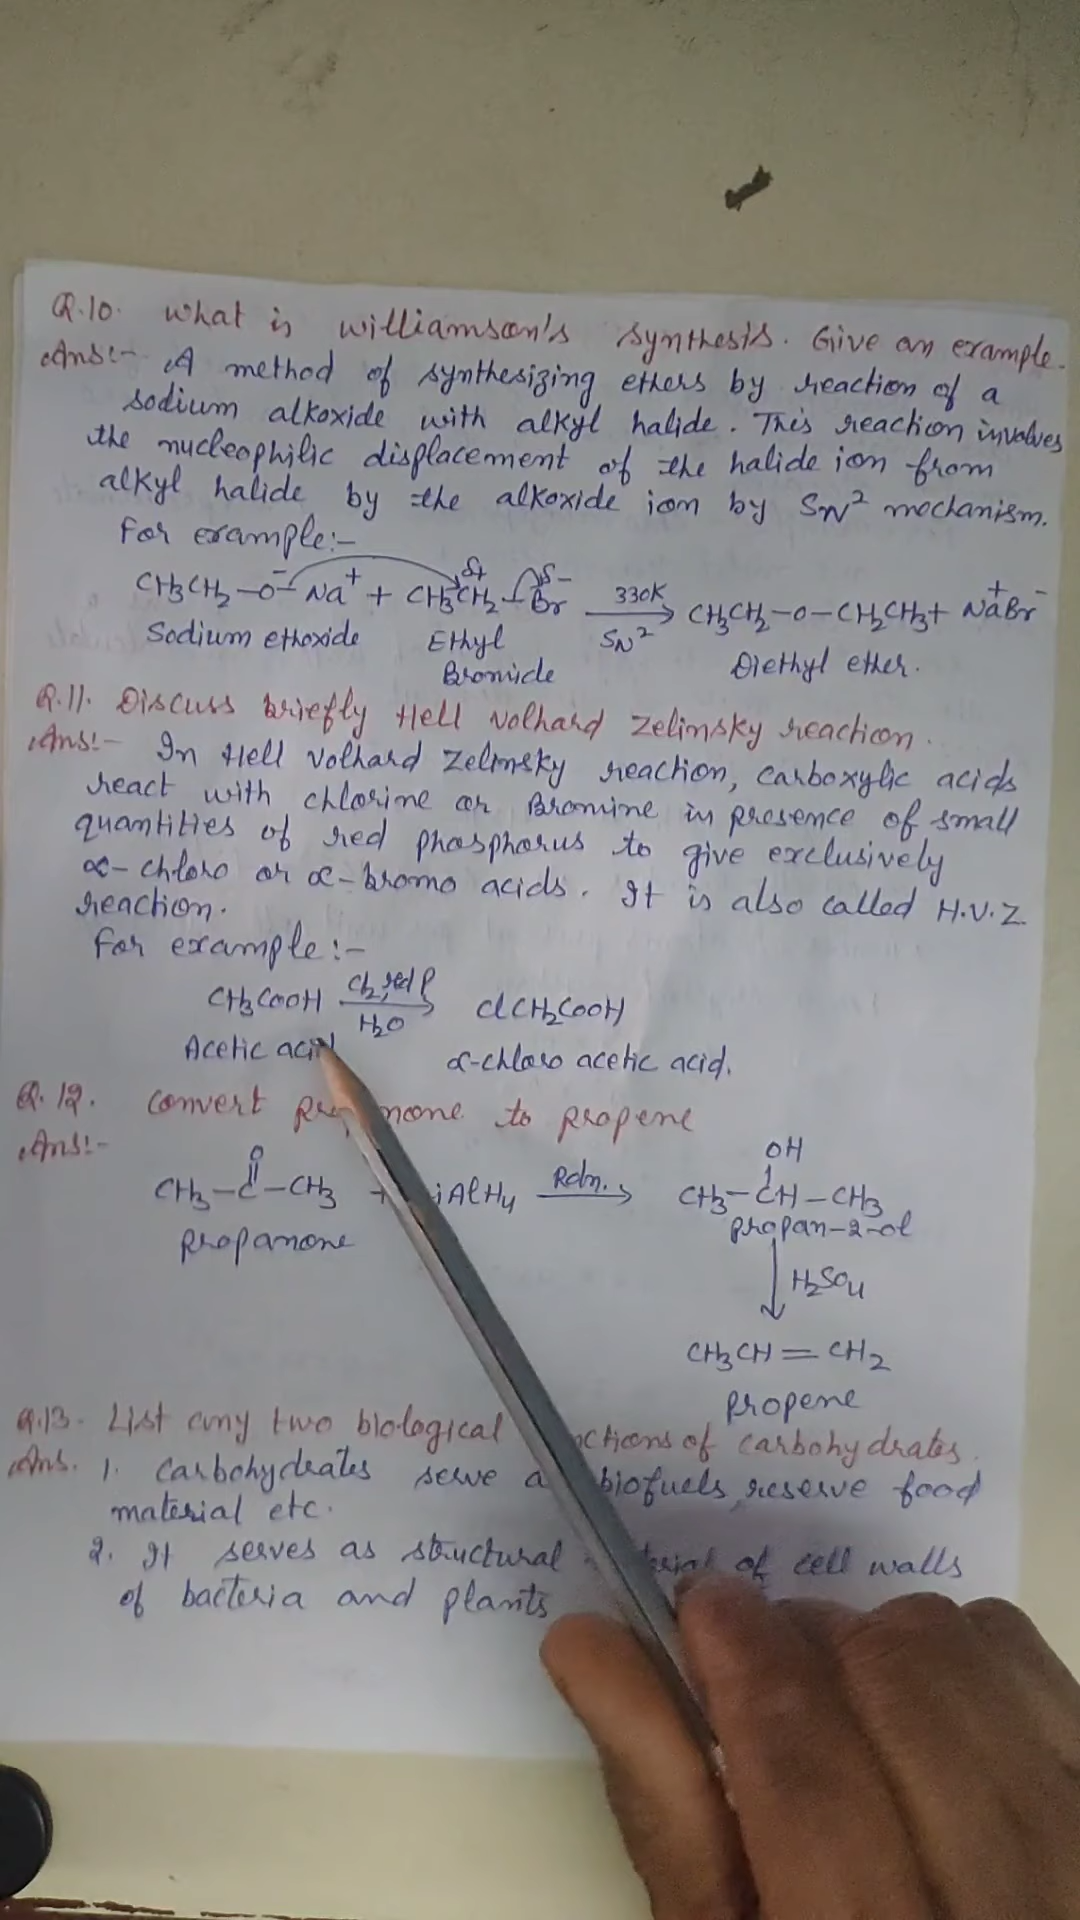 Q.10. What is Williamson's synthesis. Give an example.
Ans:- A method of synthesizing ethers by reaction of a
sodium alkoxide with alkyl halide. This reaction involves
the nucleophilic displacement of the halide ion from
alkyl halide by the alkoxide ion by SN² mechanism.
For example:-
CH₃CH₂-O⁻ Na⁺ + CH₃CH₂^δ+-Br^δ- 330K SN² → CH₃CH₂-O-CH₂CH₃ + Na⁺Br⁻
Sodium ethoxide Ethyl Bromide Diethyl ether.
Q.11. Discuss briefly Hell Volhard Zelinsky reaction.
Ans:- In Hell Volhard Zelinsky reaction, carboxylic acids
react with chlorine or Bromine in presence of small
quantities of red phosphorus to give exclusively
α-chloro or α-bromo acids. It is also called H.V.Z
reaction.
For example:-
CH₃COOH Cl₂, red P H₂O → ClCH₂COOH
Acetic acid α-chloro acetic acid.
Q.12. Convert to propene
Ans:-
O OH
CH₃-C-CH₃ + iAlH₄ Redn. → CH₃-CH-CH₃
propanone propan-2-ol
↓ H₂SO₄
CH₃CH=CH₂
propene
Q.13. List any two biological of carbohydrates.
Ans. 1. Carbohydrates serve biofuels, reserve food
material etc.
2. It serves as structural of cell walls
of bacteria and plants